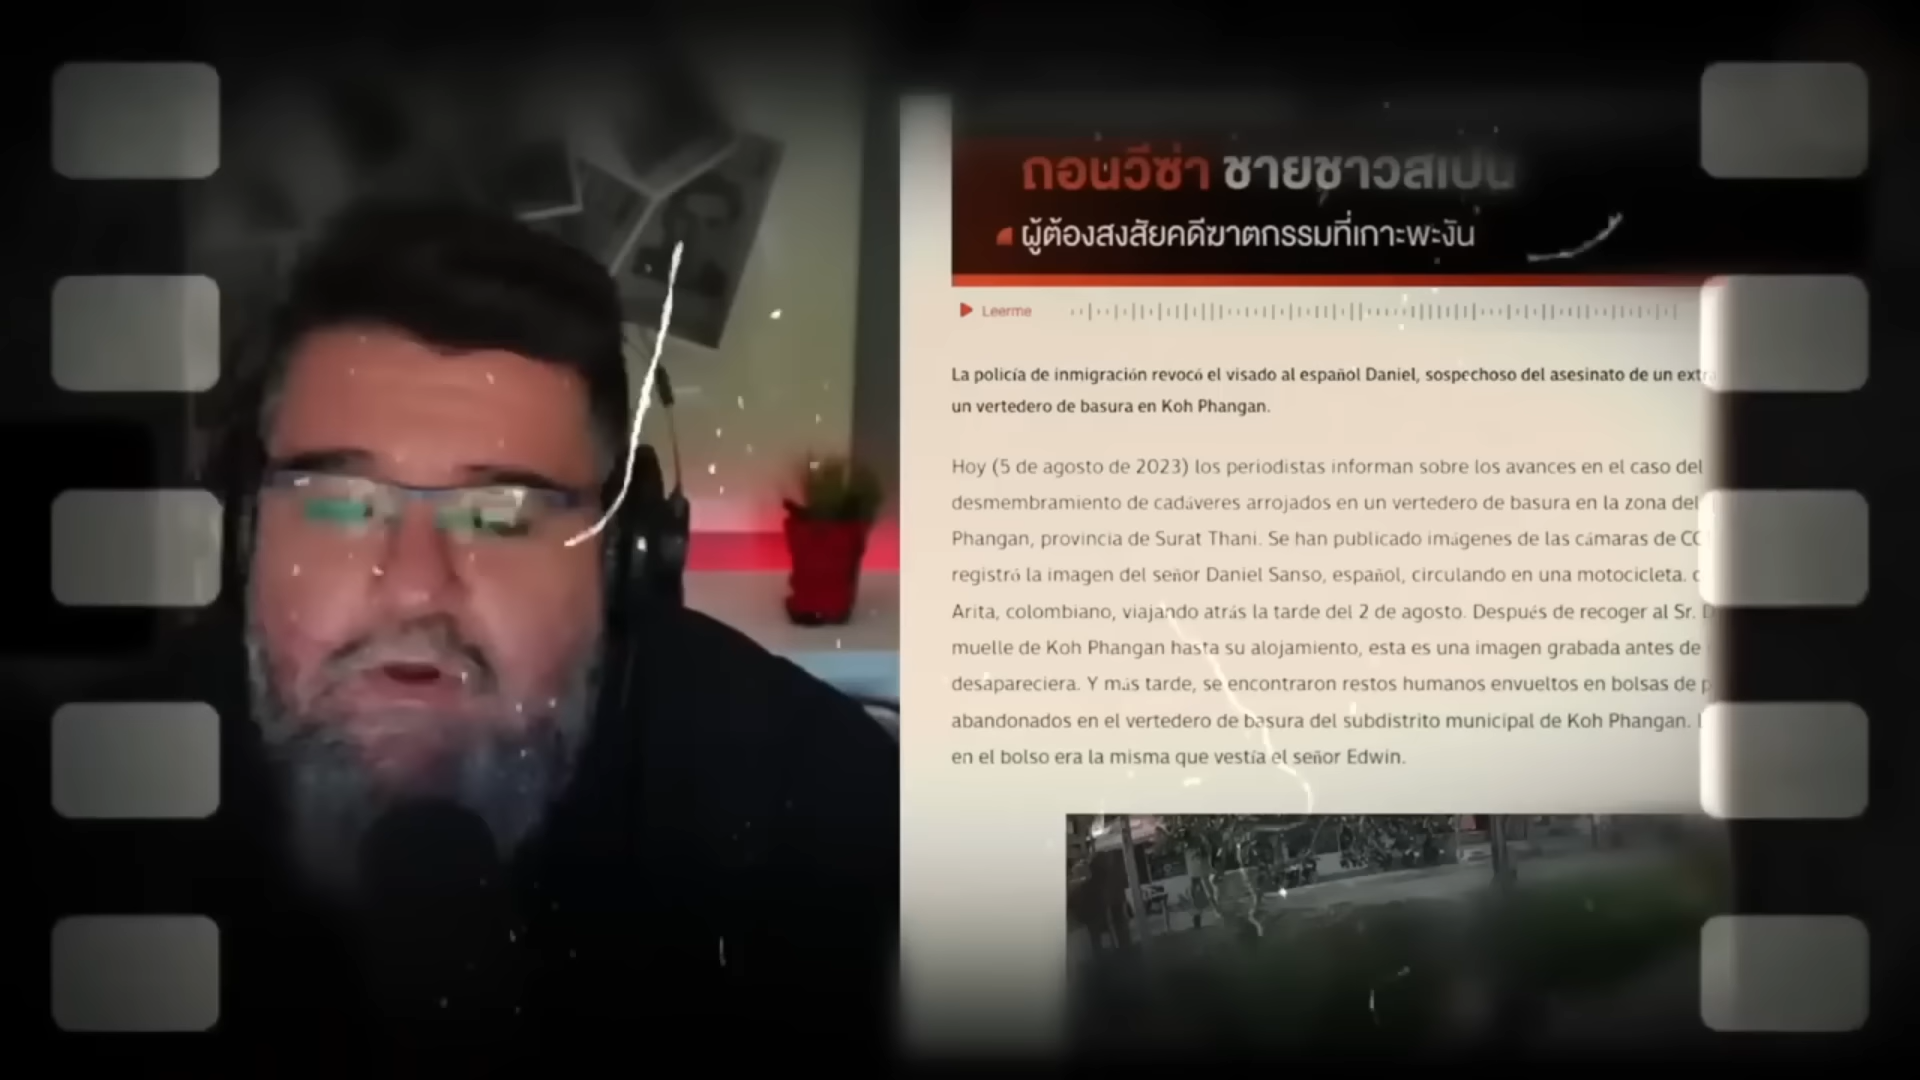 ถอนวีซ่า ชายชาวสเปน
ผู้ต้องสงสัยคดีฆาตกรรมที่เกาะพะงัน
Leerme
La policía de inmigración revocó el visado al español Daniel, sospechoso del asesinato de un
un vertedero de basura en Koh Phangan.
Hoy (5 de agosto de 2023) los periodistas informan sobre los avances en el caso del
desmembramiento de cadáveres arrojados en un vertedero de basura en la zona del
Phangan, provincia de Surat Thani. Se han publicado imágenes de las cámaras de
registró la imagen del señor Daniel Sanso, español, circulando en una motocicleta.
Arita, colombiano, viajando atrás la tarde del 2 de agosto. Después de recoger al Sr.
muelle de Koh Phangan hasta su alojamiento, esta es una imagen grabada antes de
desapareciera. Y más tarde, se encontraron restos humanos envueltos en bolsas de
abandonados en el vertedero de basura del subdistrito municipal de Koh Phangan.
en el bolso era la misma que vestía el señor Edwin.